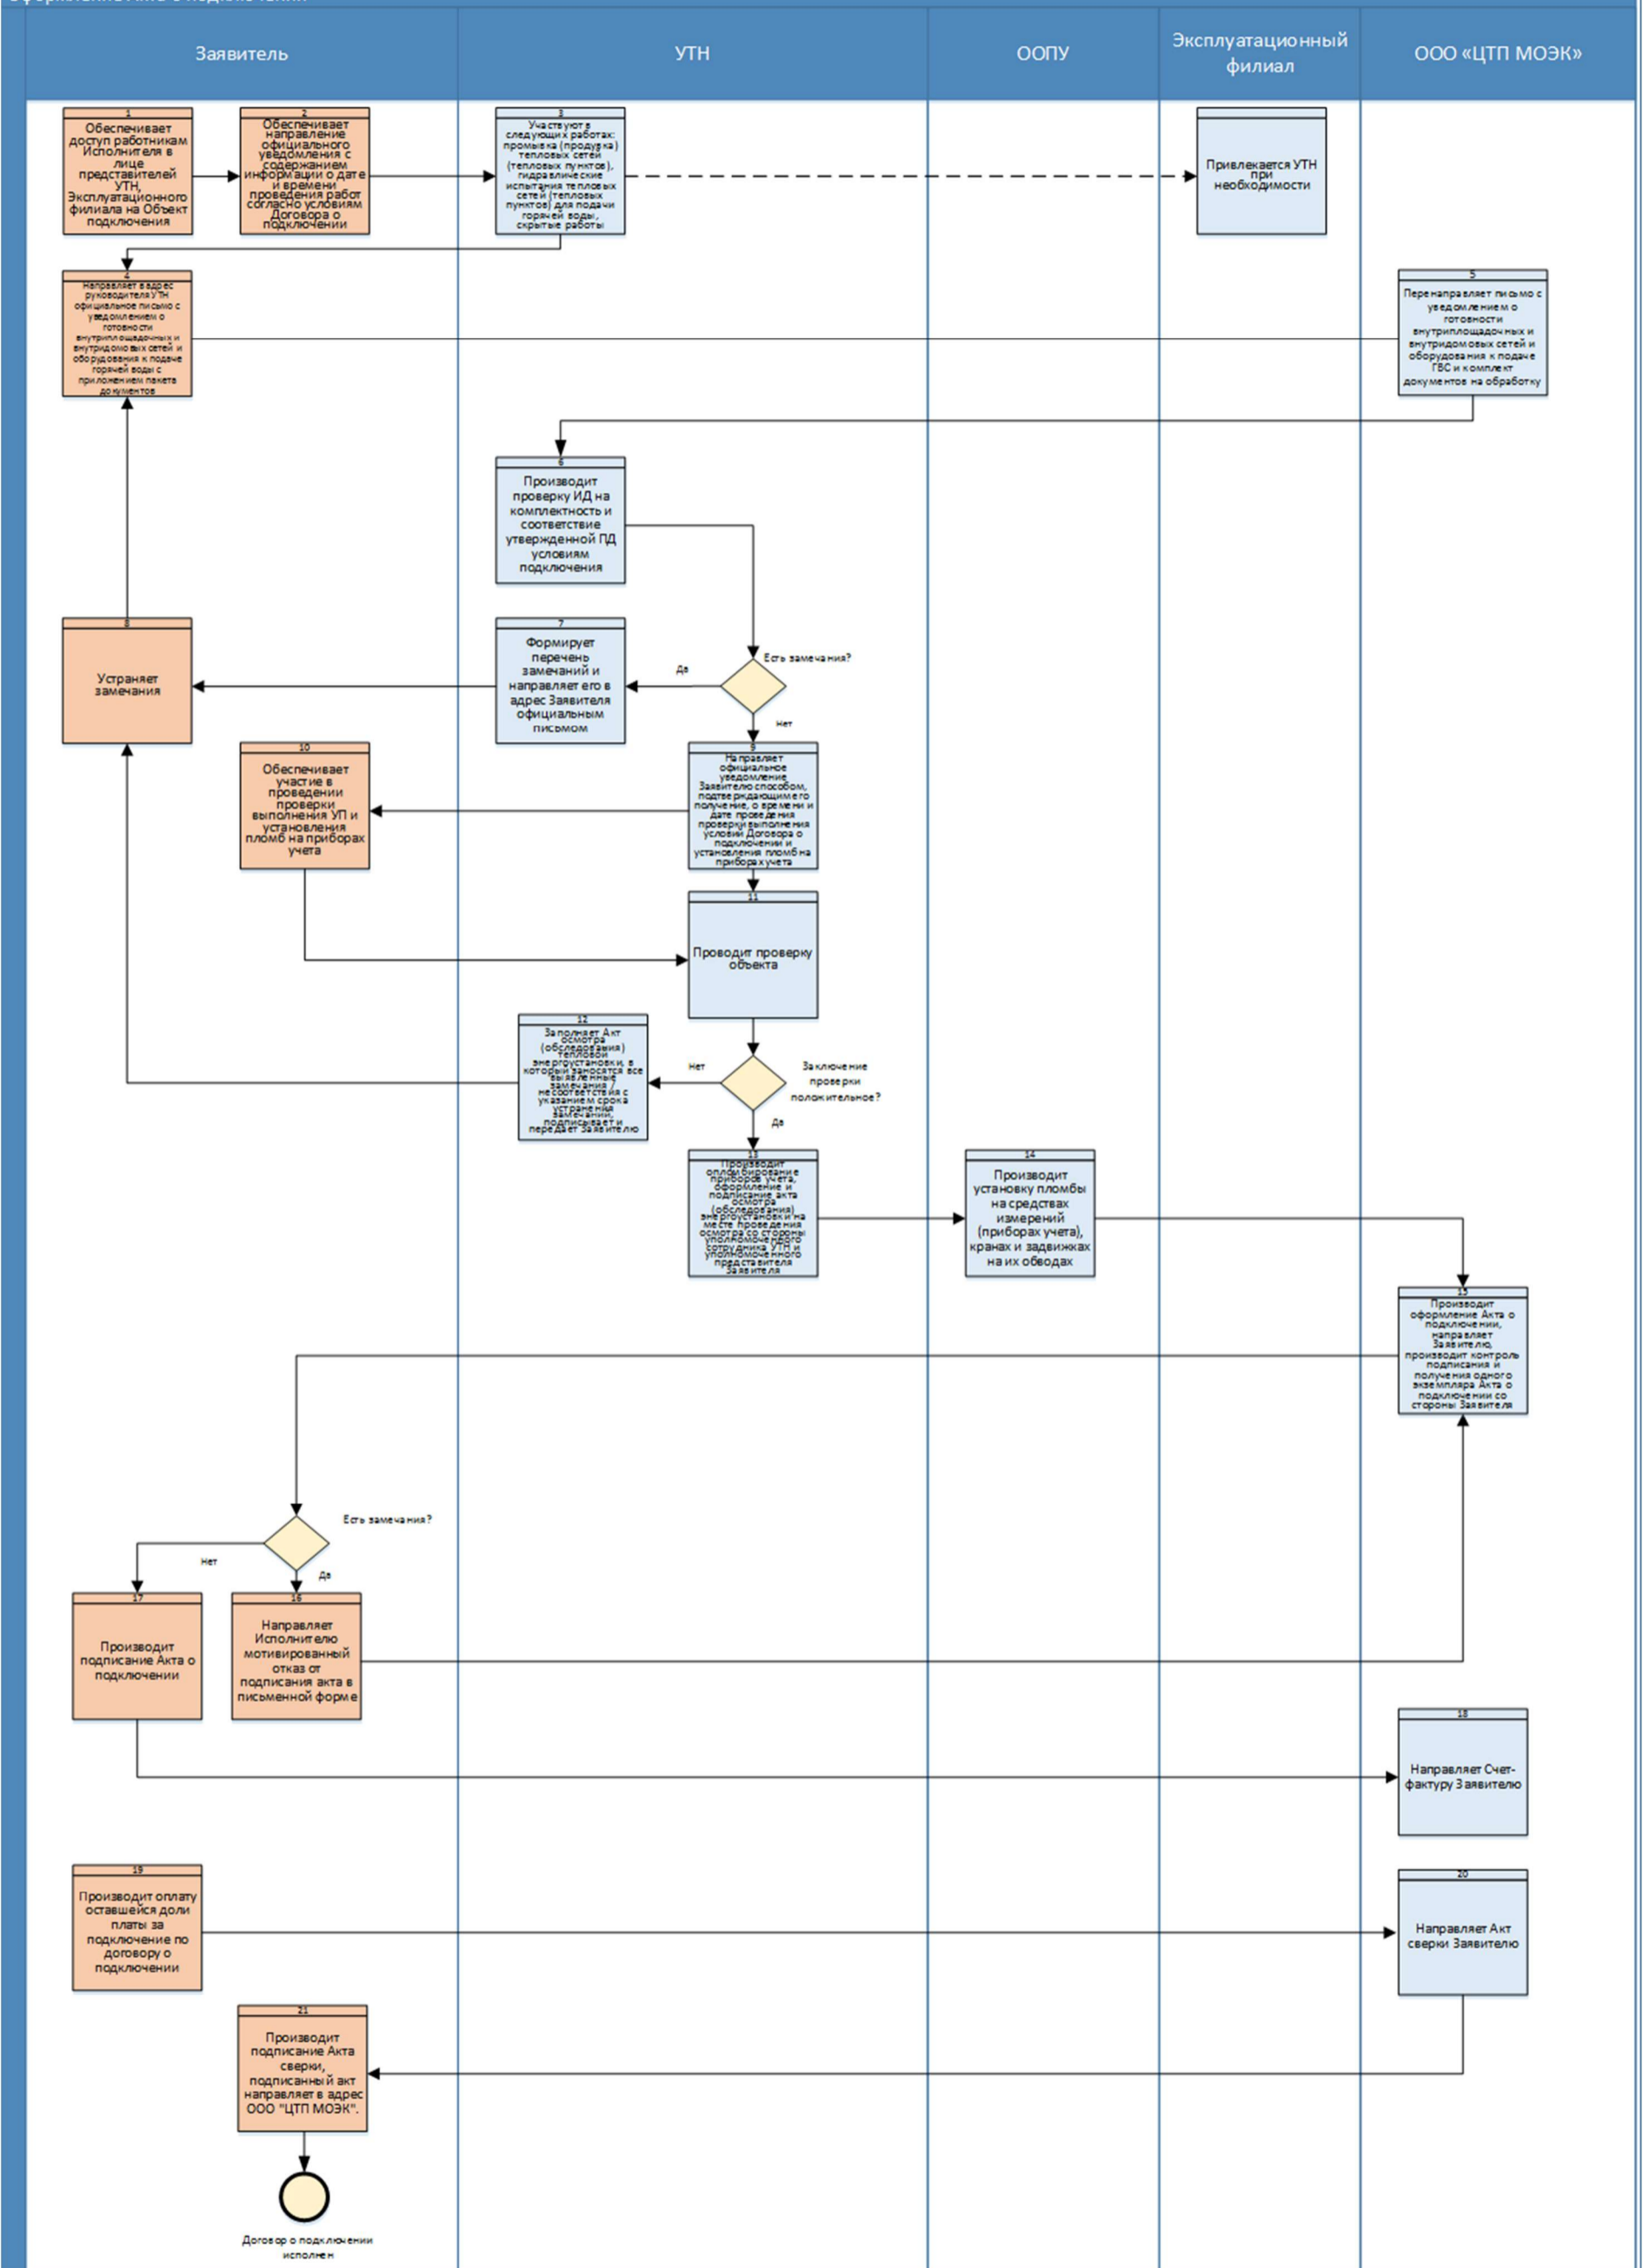 Оформление Акта о подключении
Заявитель
УТН
ООПУ
Эксплуатационный
филиал
ООО «ЦТП МОЭК»
1
Обеспечивает
доступ работникам
Исполнителя в
лице
представителей
УТН,
Эксплуатационного
филиала на Объект
подключения
2
Обеспечивает
направление
официального
уведомления с
содержанием
информации о дате
и времени
проведения работ
согласно условиям
Договора о
подключении
3
Участвуют в
следующих работах:
промывка (продувка)
тепловых сетей
(тепловых пунктов),
гидравлические
испытания тепловых
сетей (тепловых
пунктов) для подачи
горячей воды,
скрытые работы
Привлекается УТН
при
необходимости
4
Направляет в адрес
руководителя УТН
официальное письмо с
уведомлением о
готовности
внутриплощадочных и
внутридомовых сетей и
оборудования к подаче
горячей воды с
приложением пакета
документов
5
Перенаправляет письмо с
уведомлением о
готовности
внутриплощадочных и
внутридомовых сетей и
оборудования к подаче
ГВС и комплект
документов на обработку
6
Производит
проверку ИД на
комплектность и
соответствие
утвержденной ПД
условиям
подключения
8
Устраняет
замечания
7
Формирует
перечень
замечаний и
направляет его в
адрес Заявителя
официальным
письмом
Да
Есть замечания?
Нет
10
Обеспечивает
участие в
проведении
проверки
выполнения УП и
установления
пломб на приборах
учета
9
Направляет
официальное
уведомление
Заявителю способом,
подтверждающим его
получение, о времени и
дате проведения
проверки выполнения
условий Договора о
подключении и
установления пломб на
приборах учета
11
Проводит проверку
объекта
12
Заполняет Акт
осмотра
(обследования)
тепловой
энергоустановки, в
который заносятся все
выявленные
замечания /
несоответствия с
указанием срока
устранения
замечаний,
подписывает и
передает Заявителю
Нет
Заключение
проверки
положительное?
Да
13
Производит
опломбирование
приборов учета,
оформление и
подписание акта
осмотра
(обследования)
энергоустановки на
месте проведения
осмотра со стороны
уполномоченного
сотрудника УТН и
уполномоченного
представителя
Заявителя
14
Производит
установку пломбы
на средствах
измерений
(приборах учета),
кранах и задвижках
на их обводах
15
Производит
оформление Акта о
подключении,
направляет
Заявителю,
производит контроль
подписания и
получения одного
экземпляра Акта о
подключении со
стороны Заявителя
Есть замечания?
Нет
Да
17
Производит
подписание Акта о
подключении
16
Направляет
Исполнителю
мотивированный
отказ от
подписания акта в
письменной форме
18
Направляет Счет-
фактуру Заявителю
19
Производит оплату
оставшейся доли
платы за
подключение по
договору о
подключении
20
Направляет Акт
сверки Заявителю
21
Производит
подписание Акта
сверки,
подписанный акт
направляет в адрес
ООО "ЦТП МОЭК".
Договор о подключении
исполнен